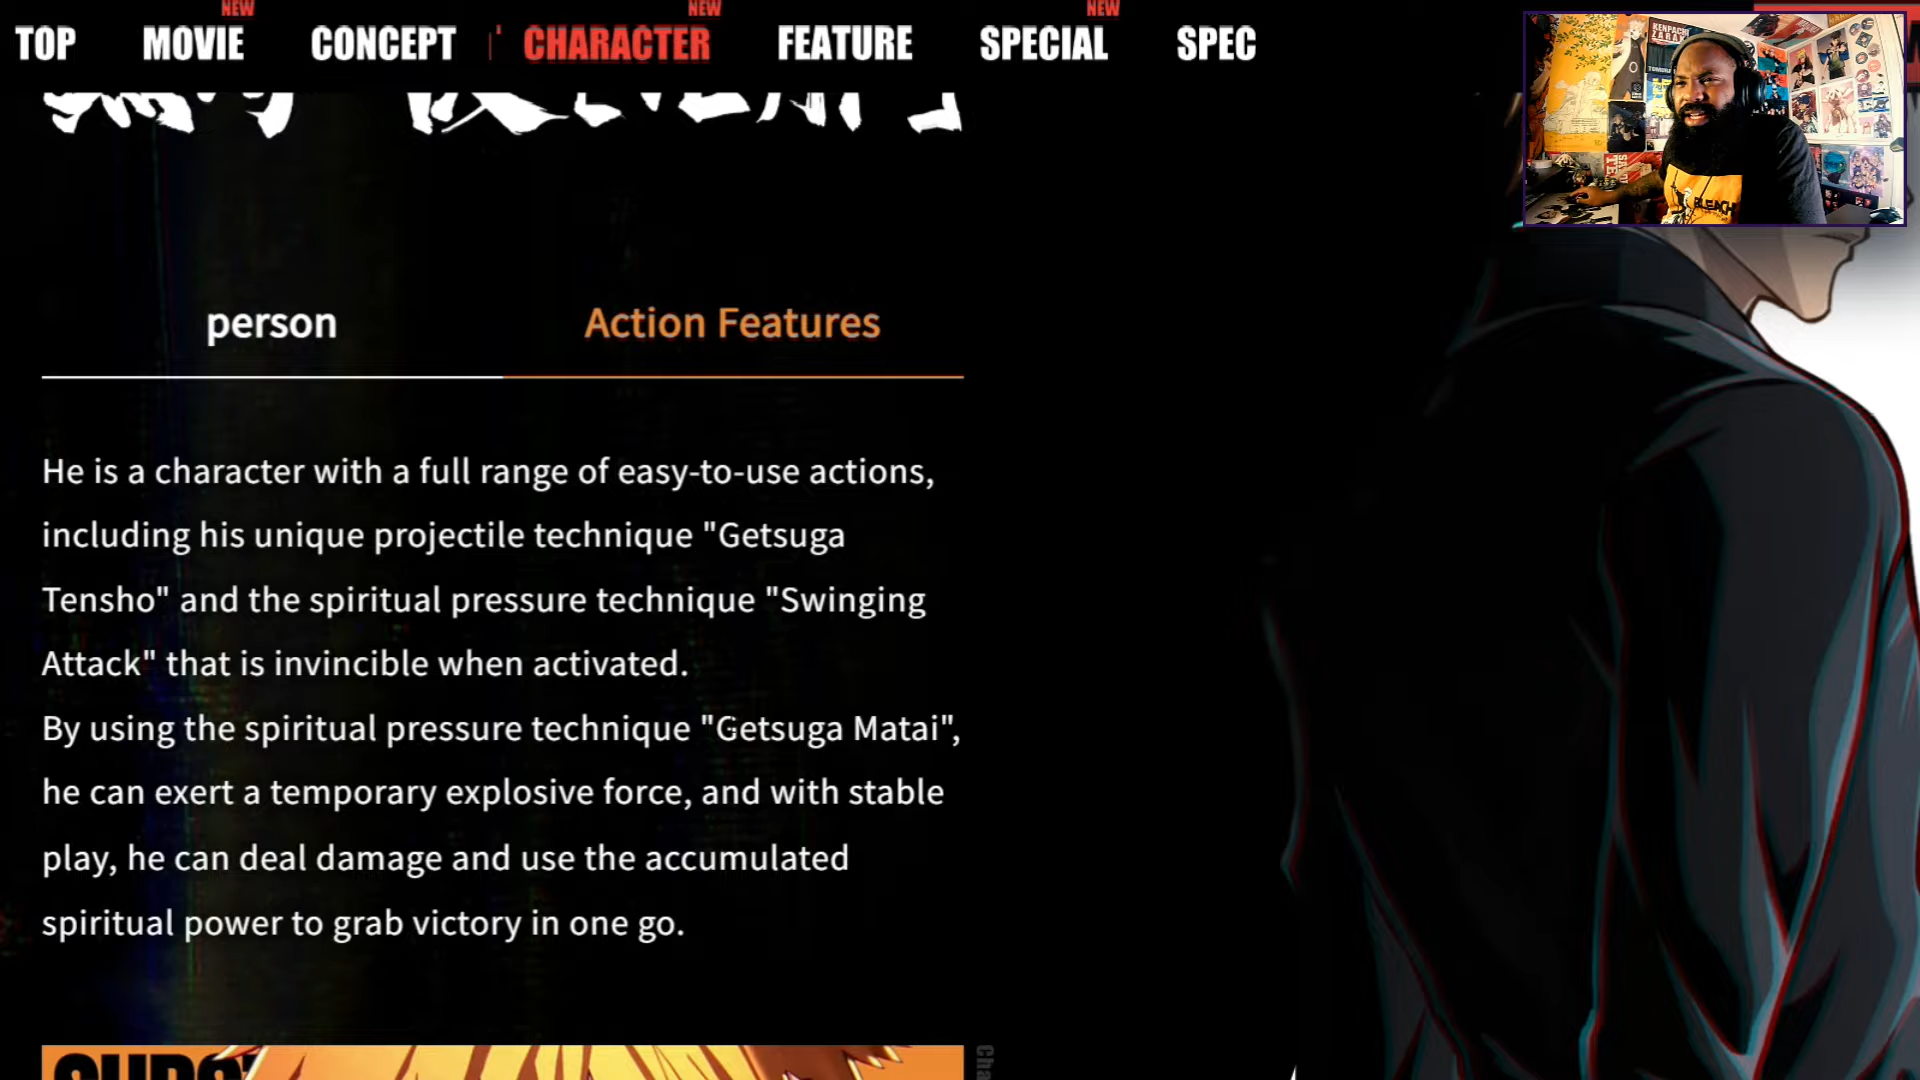 NEW NEW NEW
TOP MOVIE CONCEPT CHARACTER FEATURE SPECIAL SPEC
KENPACHI
person Action Features
He is a character with a full range of easy-to-use actions,
including his unique projectile technique "Getsuga
Tensho" and the spiritual pressure technique "Swinging
Attack" that is invincible when activated.
By using the spiritual pressure technique "Getsuga Matai",
he can exert a temporary explosive force, and with stable
play, he can deal damage and use the accumulated
spiritual power to grab victory in one go.
BLEACH
Cha